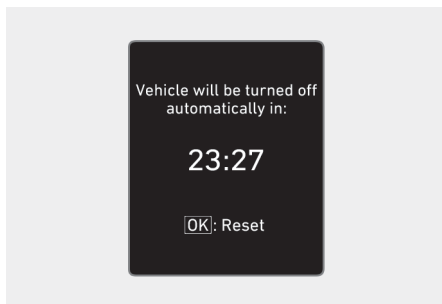 Vehicle will be turned off
automatically in:
23:27
OK: Reset